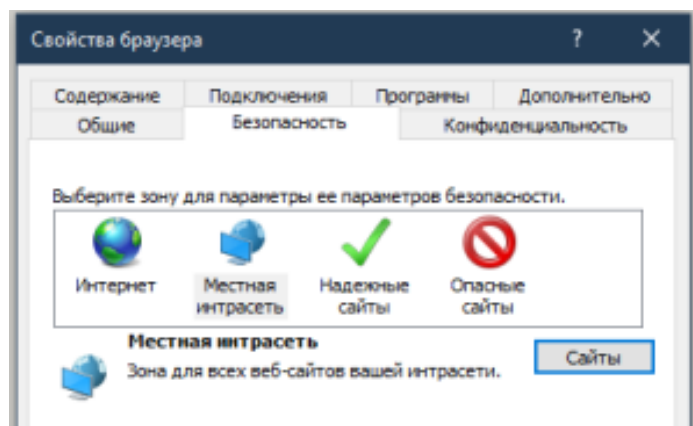 Свойства браузера ? ×
Содержание Подключения Программы Дополнительно
Общие Безопасность Конфиденциальность
Выберите зону для параметры ее параметров безопасности.
Интернет Местная интрасеть Надежные сайты Опасные сайты
Местная интрасеть
Зона для всех веб-сайтов вашей интрасети.
Сайты